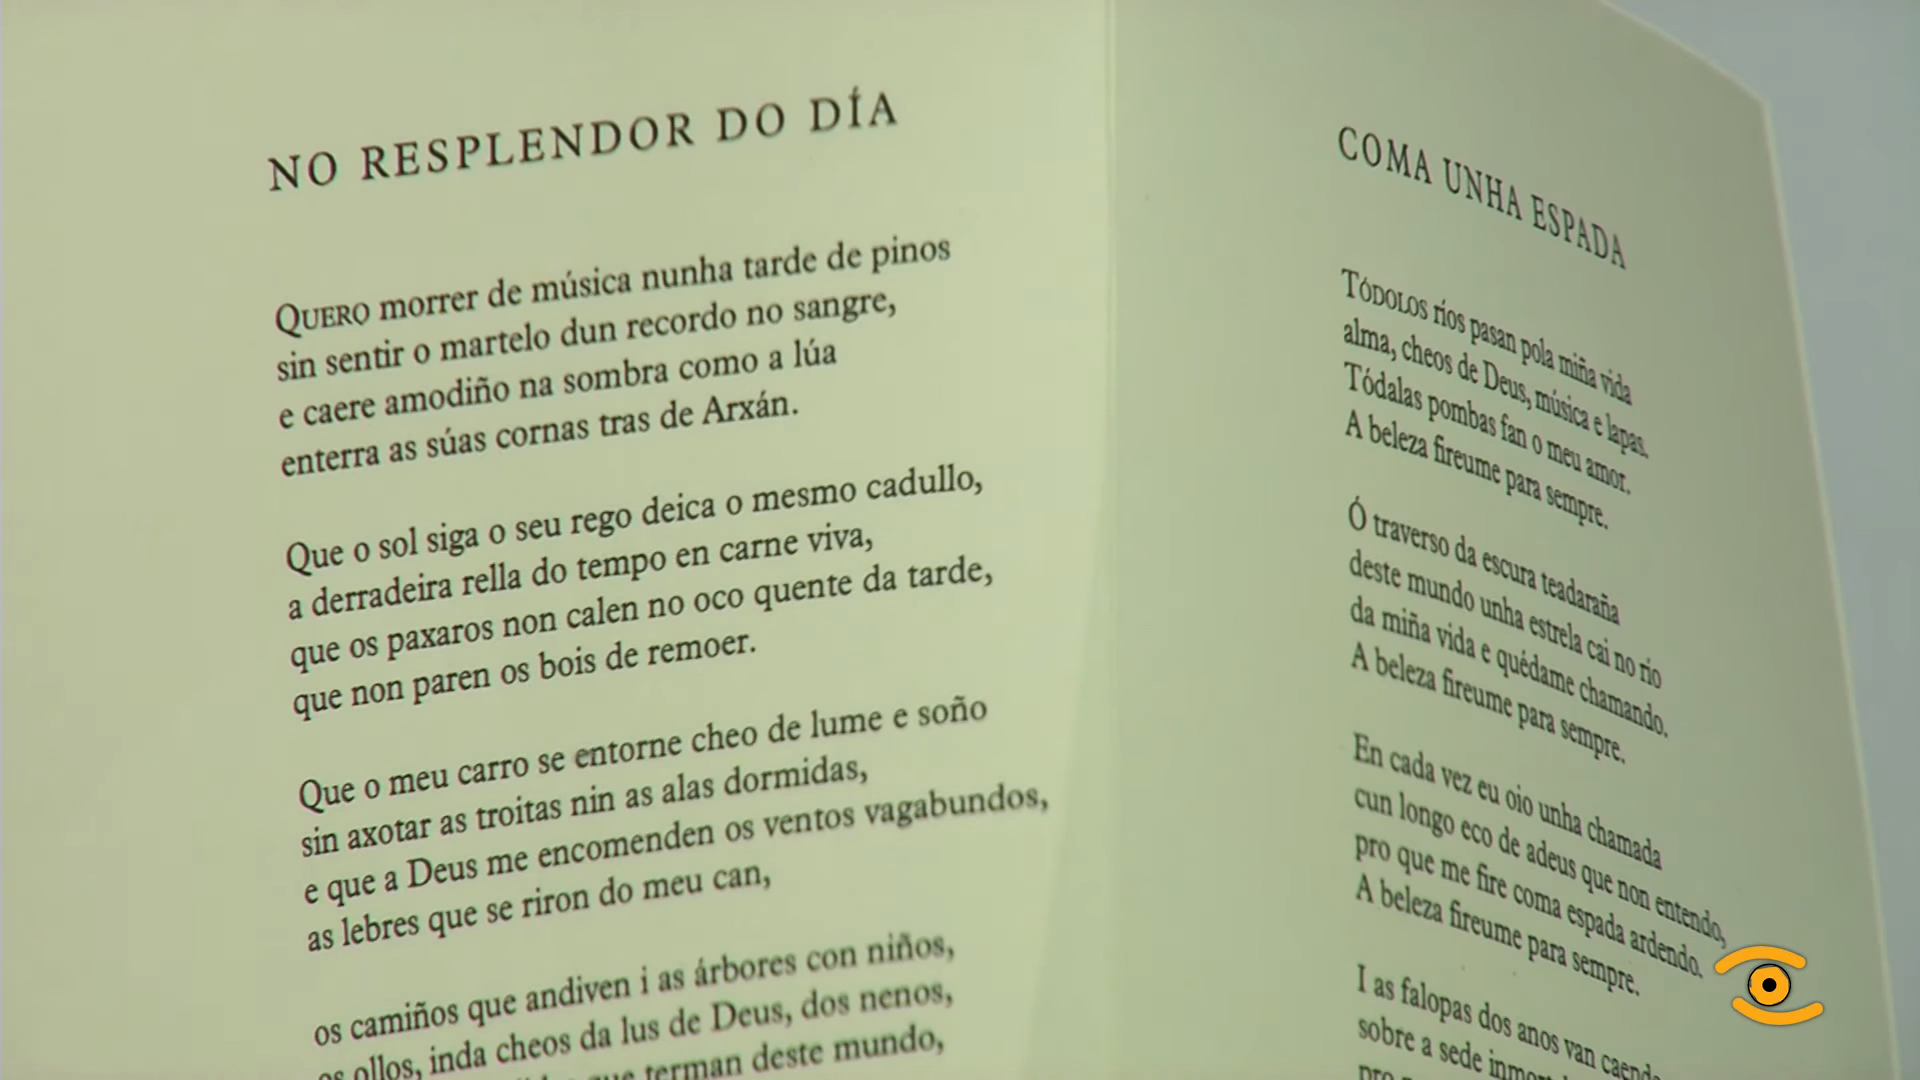 NO RESPLENDOR DO DÍA
QUERO morrer de música nunha tarde de pinos
sin sentir o martelo dun recordo no sangre,
e caere amodiño na sombra como a lúa
enterra as súas cornas tras de Arxán.
Que o sol siga o seu rego deica o mesmo cadullo,
a derradeira rella do tempo en carne viva,
que os paxaros non calen no oco quente da tarde,
que non paren os bois de remoer.
Que o meu carro se entorne cheo de lume e soño
sin axotar as troitas nin as alas dormidas,
e que a Deus me encomenden os ventos vagabundos,
as lebres que se riron do meu can,
os camiños que andiven i as árbores con niños,
os ollos, inda cheos da lus de Deus, dos nenos,
que terman deste mundo,
COMA UNHA ESPADA
TÓDOLOS ríos pasan pola miña vida
alma, cheos de Deus, música e lapas.
Tódalas pombas fan o meu amor.
A beleza fireume para sempre.
Ó traverso da escura teadaraña
deste mundo unha estrela cai no río
da miña vida e quédame chamando.
A beleza fireume para sempre.
En cada vez eu oio unha chamada
cun longo eco de adeus que non entendo,
pro que me fire coma espada ardendo.
A beleza fireume para sempre.
I as falopas dos anos van caendo
sobre a sede
pro